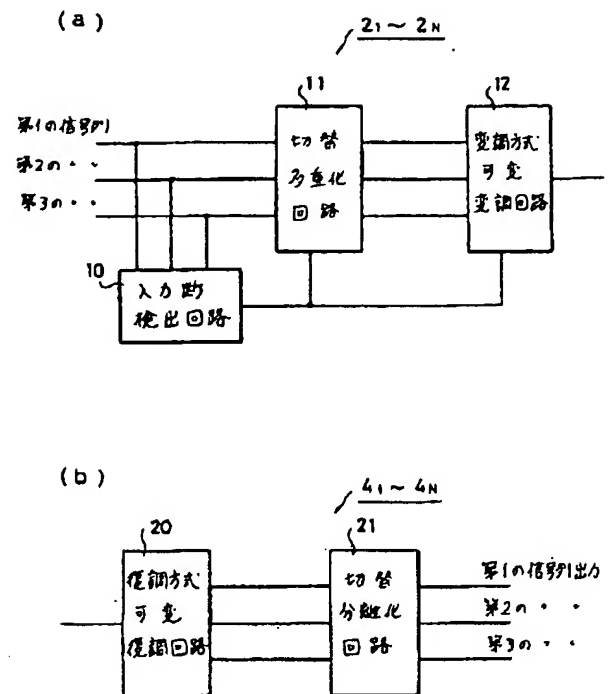 (a)
2₁～2ɴ
11
12
第1の信号列
第2の〃〃
第3の〃〃
切替
多重化
回路
変調方式
可変
変調回路
10
入力断
検出回路
(b)
4₁～4ɴ
20
21
復調方式
可変
復調回路
切替
分離化
回路
第1の信号列出力
第2の〃〃
第3の〃〃